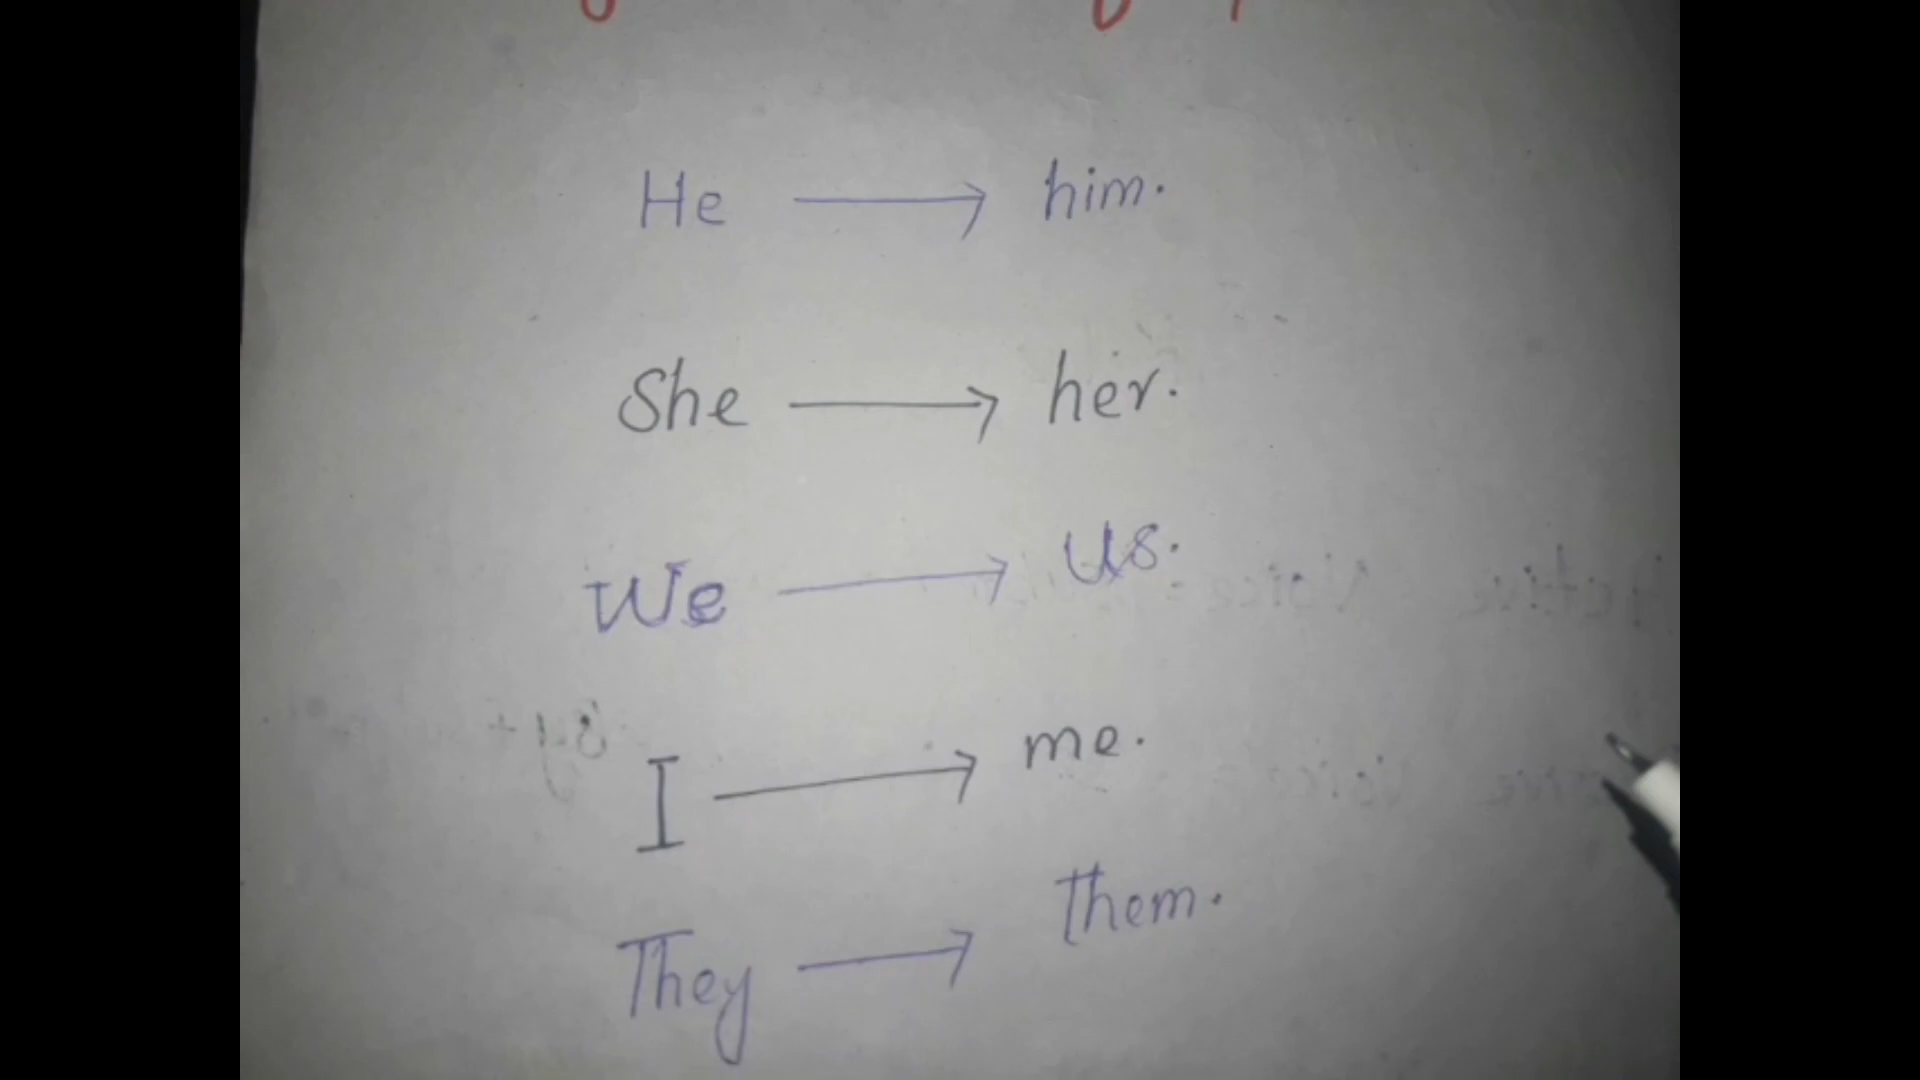 He → him.
She → her.
We → us.
I → me.
They → Them.